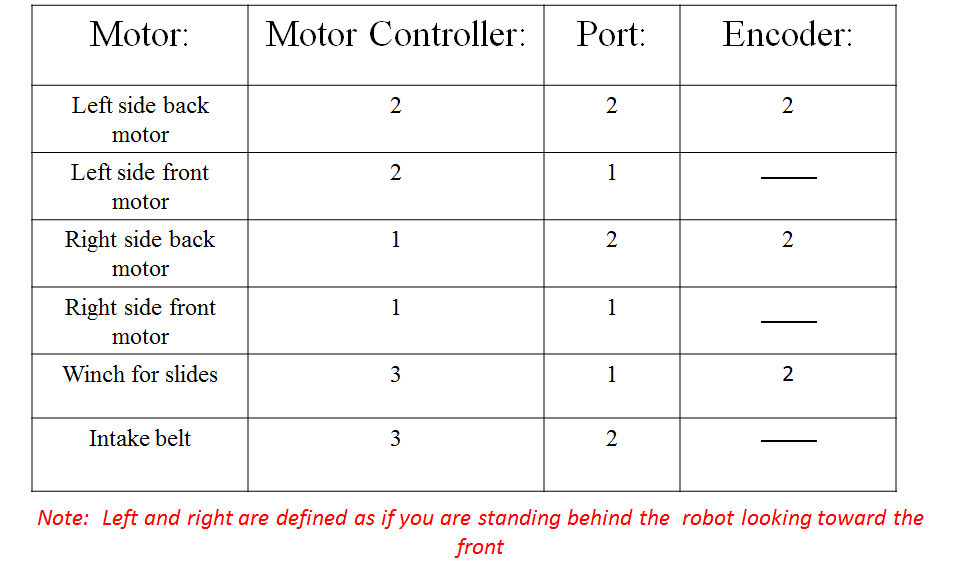 Motor: Motor Controller: Port: Encoder:
Left side back 2 2 2
motor
Left side front 2 1 ——
motor
Right side back 1 2 2
motor
Right side front 1 1 ——
motor
Winch for slides 3 1 2
Intake belt 3 2 ——
Note: Left and right are defined as if you are standing behind the robot looking toward the
front